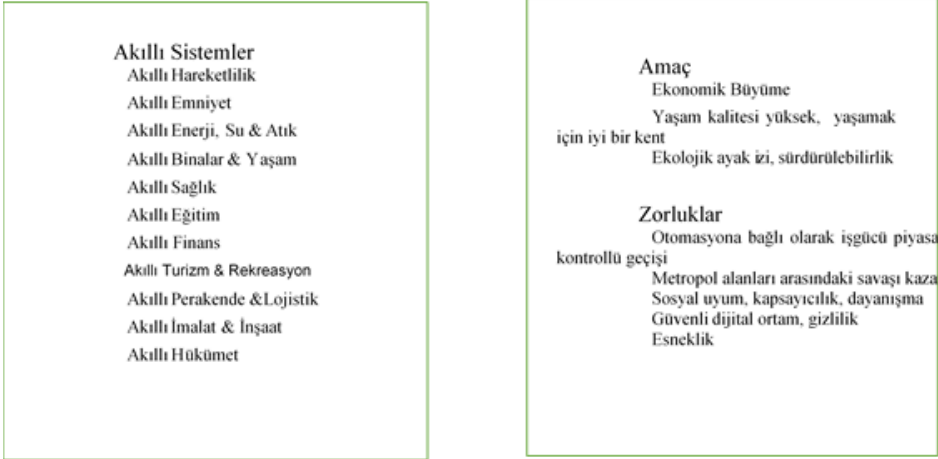 Akıllı Sistemler
Akıllı Hareketlilik
Akıllı Emniyet
Akıllı Enerji, Su & Atık
Akıllı Binalar & Yaşam
Akıllı Sağlık
Akıllı Eğitim
Akıllı Finans
Akıllı Turizm & Rekreasyon
Akıllı Perakende &Lojistik
Akıllı İmalat & İnşaat
Akıllı Hükümet
Amaç
Ekonomik Büyüme
Yaşam kalitesi yüksek, yaşamak
için iyi bir kent
Ekolojik ayak izi, sürdürülebilirlik
Zorluklar
Otomasyona bağlı olarak işgücü piyasa
kontrollü geçişi
Metropol alanları arasındaki savaşı kaza
Sosyal uyum, kapsayıcılık, dayanışma
Güvenli dijital ortam, gizlilik
Esneklik